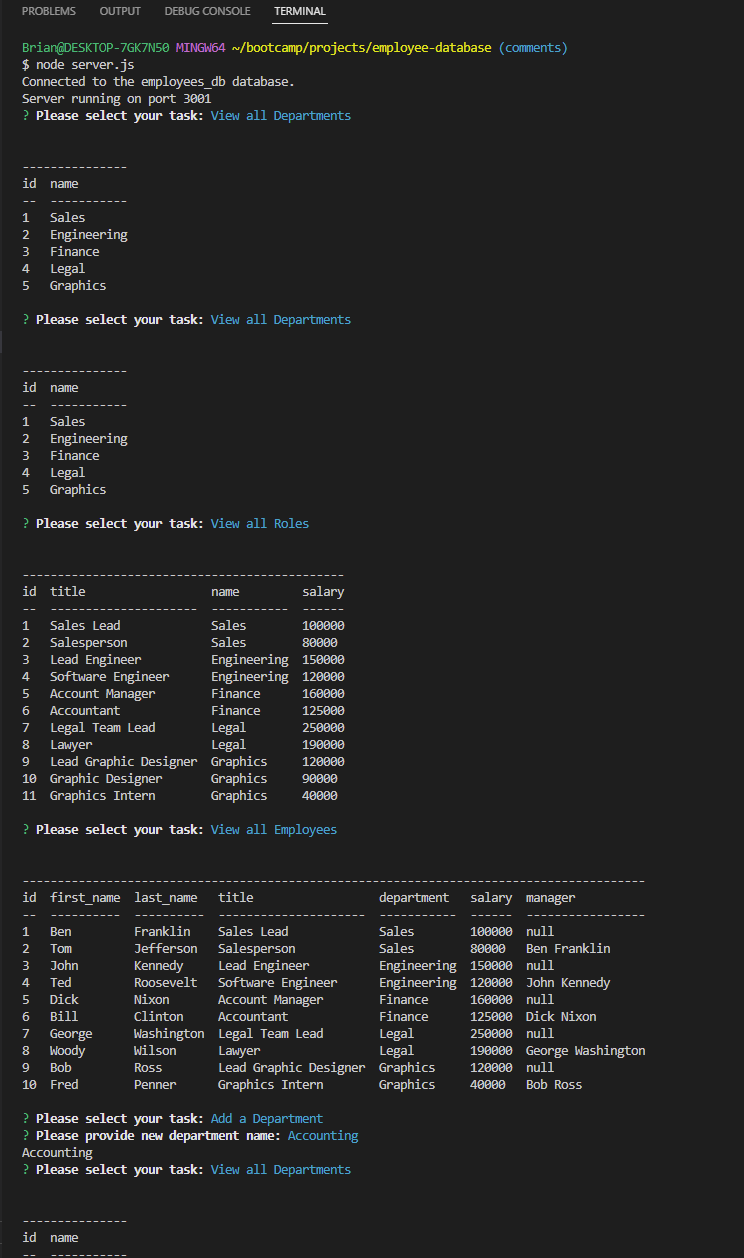 PROBLEMS OUTPUT DEBUG CONSOLE TERMINAL
Brian@DESKTOP-7GK7N50 MINGW64 ~/bootcamp/projects/employee-database (comments)
$ node server.js
Connected to the employees_db database.
Server running on port 3001
? Please select your task: View all Departments
---------------
id  name
--  -----------
1   Sales
2   Engineering
3   Finance
4   Legal
5   Graphics
? Please select your task: View all Departments
---------------
id  name
--  -----------
1   Sales
2   Engineering
3   Finance
4   Legal
5   Graphics
? Please select your task: View all Roles
----------------------------------------------
id  title                  name         salary
--  ---------------------  -----------  ------
1   Sales Lead             Sales        100000
2   Salesperson            Sales        80000
3   Lead Engineer          Engineering  150000
4   Software Engineer      Engineering  120000
5   Account Manager        Finance      160000
6   Accountant             Finance      125000
7   Legal Team Lead        Legal        250000
8   Lawyer                 Legal        190000
9   Lead Graphic Designer  Graphics     120000
10  Graphic Designer       Graphics     90000
11  Graphics Intern        Graphics     40000
? Please select your task: View all Employees
-----------------------------------------------------------------------------------------
id  first_name  last_name   title                  department   salary  manager
--  ----------  ----------  ---------------------  -----------  ------  -----------------
1   Ben         Franklin    Sales Lead             Sales        100000  null
2   Tom         Jefferson   Salesperson            Sales        80000   Ben Franklin
3   John        Kennedy     Lead Engineer          Engineering  150000  null
4   Ted         Roosevelt   Software Engineer      Engineering  120000  John Kennedy
5   Dick        Nixon       Account Manager        Finance      160000  null
6   Bill        Clinton     Accountant             Finance      125000  Dick Nixon
7   George      Washington  Legal Team Lead        Legal        250000  null
8   Woody       Wilson      Lawyer                 Legal        190000  George Washington
9   Bob         Ross        Lead Graphic Designer  Graphics     120000  null
10  Fred        Penner      Graphics Intern        Graphics     40000   Bob Ross
? Please select your task: Add a Department
? Please provide new department name: Accounting
Accounting
? Please select your task: View all Departments
---------------
id  name
--  -----------